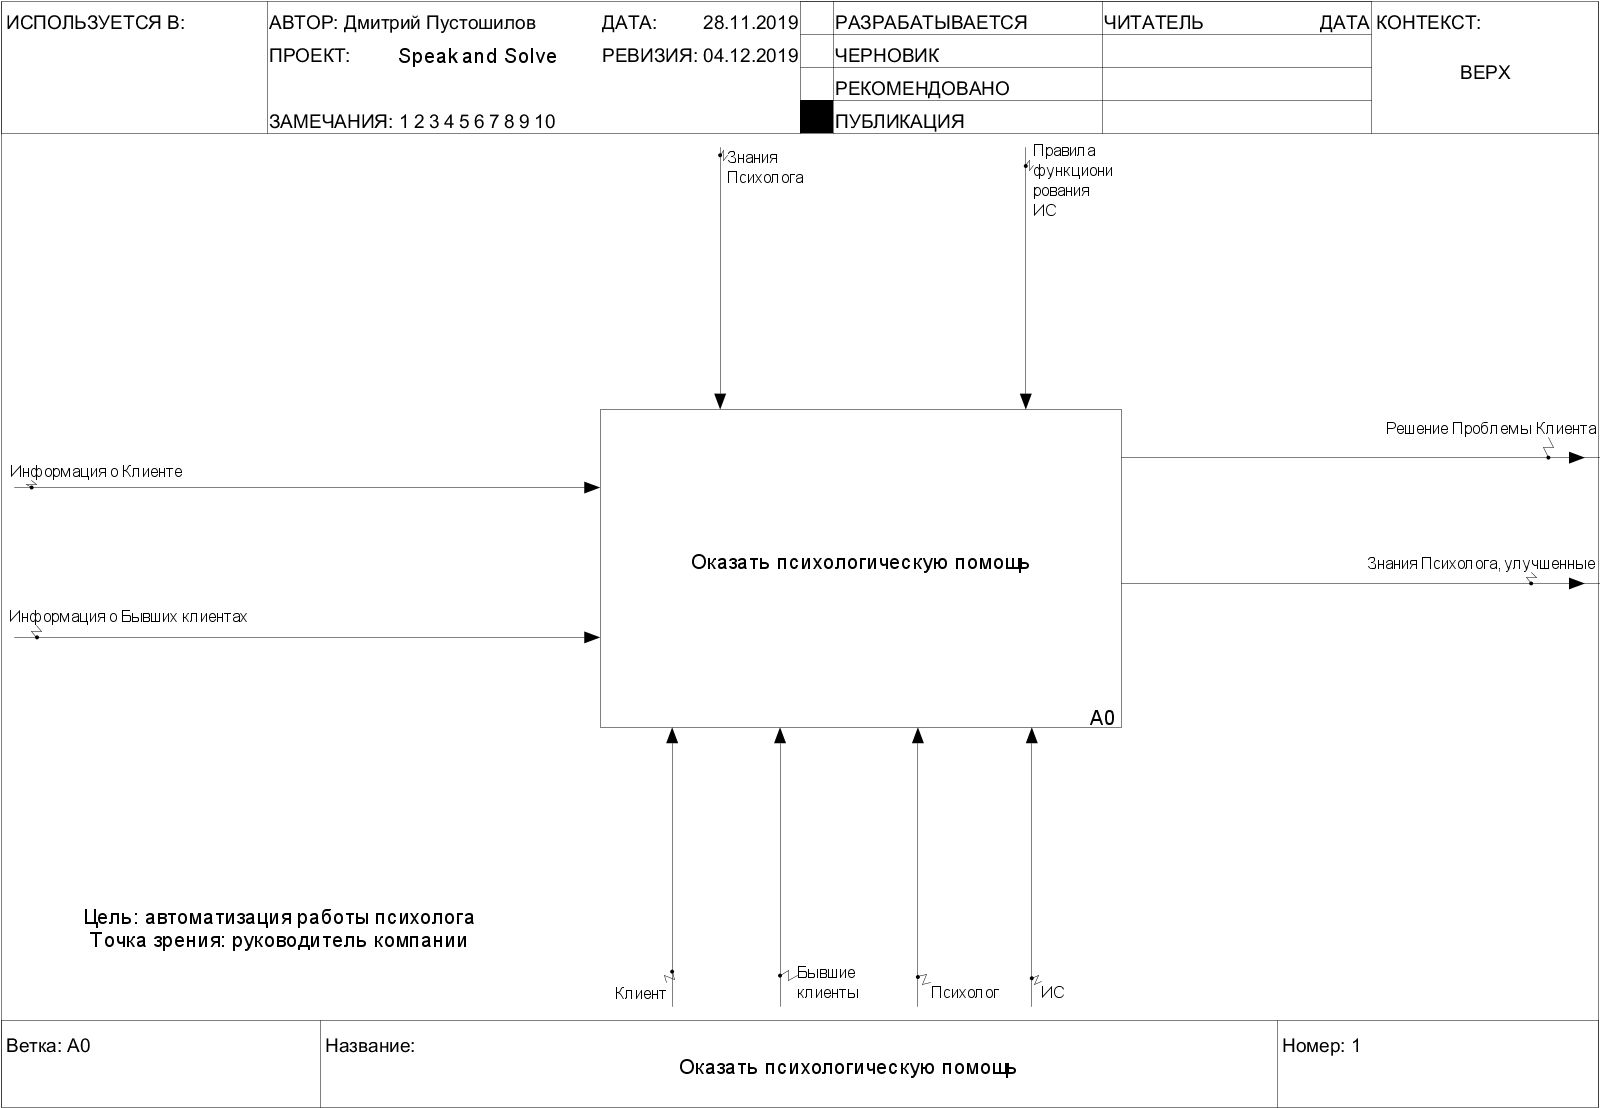 ИСПОЛЬЗУЕТСЯ В:
АВТОР: Дмитрий Пустошилов
ДАТА: 28.11.2019
ПРОЕКТ: Speak and Solve
РЕВИЗИЯ: 04.12.2019
ЗАМЕЧАНИЯ: 1 2 3 4 5 6 7 8 9 10
РАЗРАБАТЫВАЕТСЯ
ЧЕРНОВИК
РЕКОМЕНДОВАНО
ПУБЛИКАЦИЯ
ЧИТАТЕЛЬ
ДАТА
КОНТЕКСТ:
ВЕРХ
Знания
Психолога
Правила
функциони
рования
ИС
Информация о Клиенте
Информация о Бывших клиентах
Оказать психологическую помощь
A0
Решение Проблемы Клиента
Знания Психолога, улучшенные
Цель: автоматизация работы психолога
Точка зрения: руководитель компании
Клиент
Бывшие
клиенты
Психолог
ИС
Ветка: A0
Название:
Оказать психологическую помощь
Номер: 1